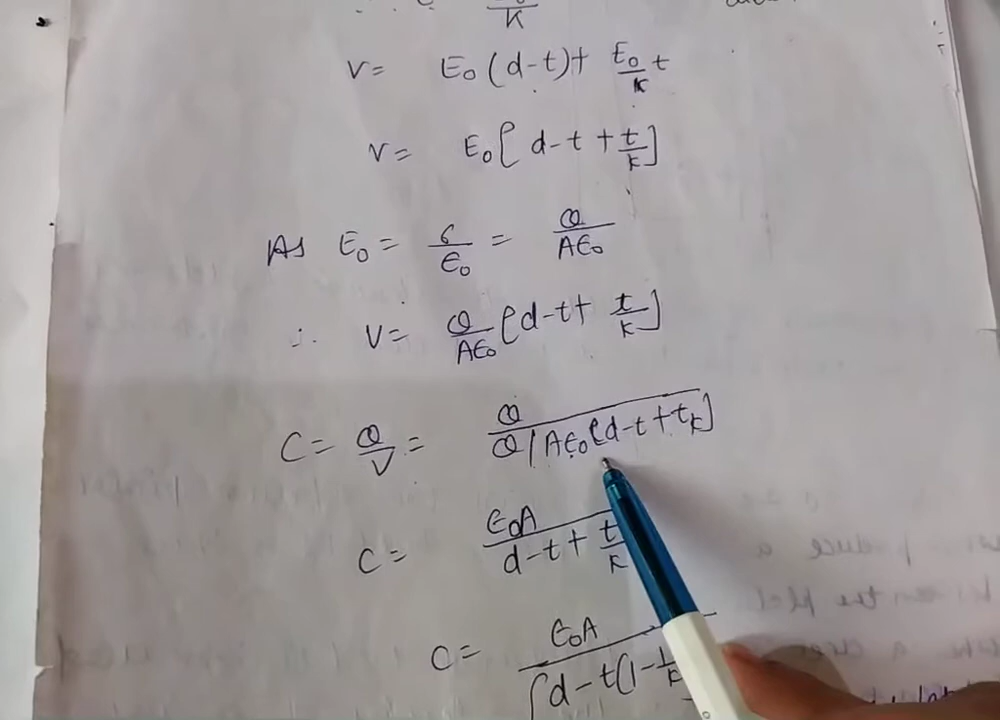 K
V = E₀(d-t)+ E₀/K t
V = E₀[d-t+t/K]
As E₀ = σ/ϵ₀ = Q/Aϵ₀
∴ V = Q/Aϵ₀ [d-t+ t/K]
C = Q/V = Q / Q/Aϵ₀[d-t+t/K]
C = ϵ₀A / d-t+ t/K
C = ϵ₀A / [d-t(1-1/K